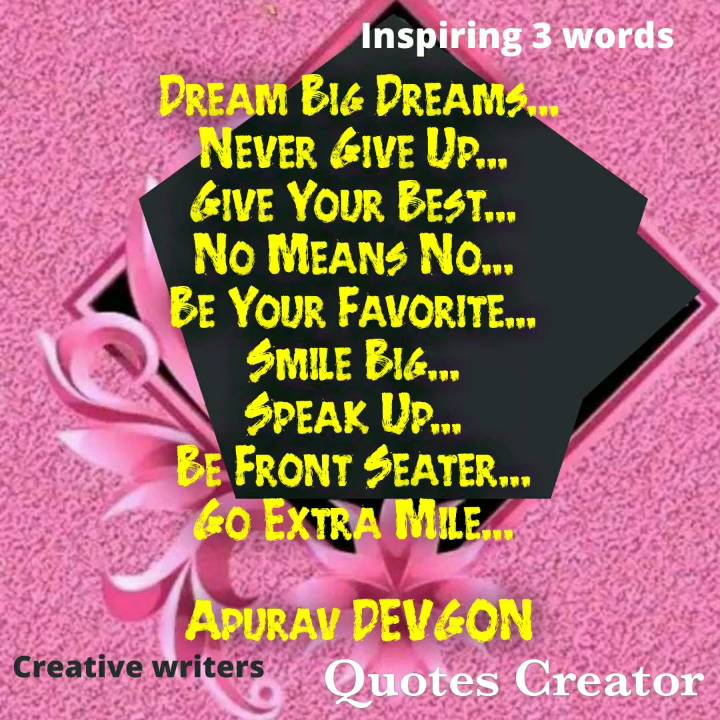 Inspiring 3 words
Dream Big Dreams...
Never Give Up...
Give Your Best...
No Means No...
Be Your Favorite...
Smile Big...
Speak Up...
Be Front Seater...
Go Extra Mile...
Apurav DEVGON
Creative writers
Quotes Creator